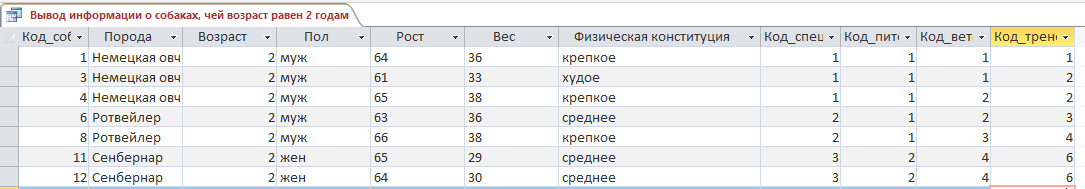 Вывод информации о собаках, чей возраст равен 2 годам
Код_соб Порода Возраст Пол Рост Вес Физическая конституция Код_спец Код_пито Код_вет Код_трен
1 Немецкая овч 2 муж 64 36 крепкое 1 1 1 1
3 Немецкая овч 2 муж 61 33 худое 1 1 1 2
4 Немецкая овч 2 муж 65 38 крепкое 1 1 2 2
6 Ротвейлер 2 муж 63 36 среднее 2 1 2 3
8 Ротвейлер 2 муж 66 38 крепкое 2 1 3 4
11 Сенбернар 2 жен 65 29 среднее 3 2 4 6
12 Сенбернар 2 жен 64 30 среднее 3 2 4 6